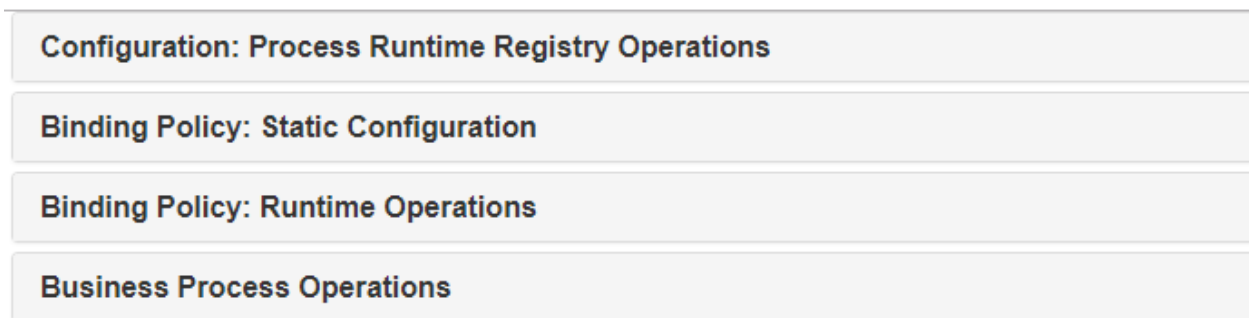 Configuration: Process Runtime Registry Operations
Binding Policy: Static Configuration
Binding Policy: Runtime Operations
Business Process Operations